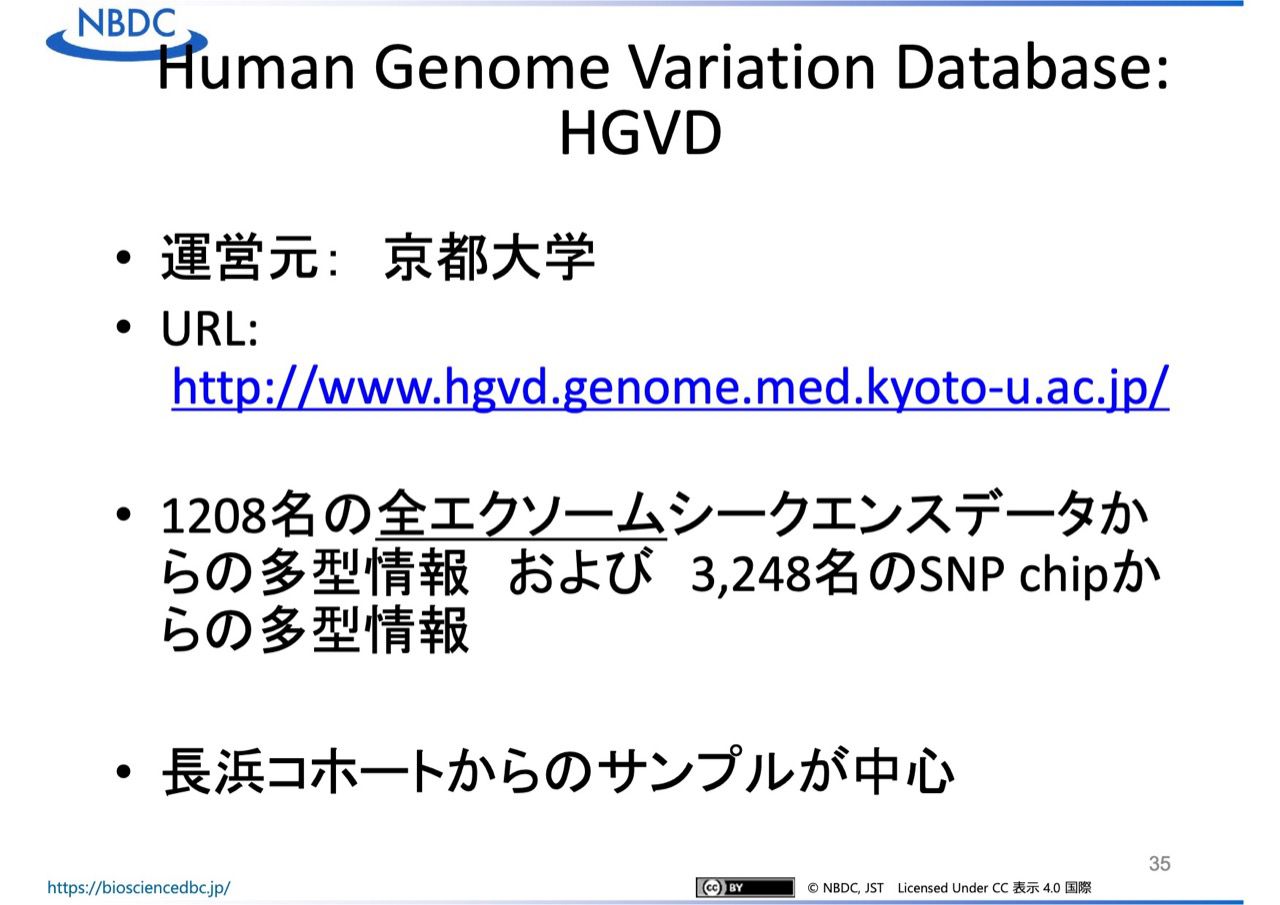 NBDC
Human Genome Variation Database:
HGVD
• 運営元： 京都大学
• URL:
http://www.hgvd.genome.med.kyoto-u.ac.jp/
• 1208名の全エクソームシークエンスデータか
らの多型情報　および　3,248名のSNP chipか
らの多型情報
• 長浜コホートからのサンプルが中心
35
https://biosciencedbc.jp/
cc BY
© NBDC, JST　Licensed Under CC 表示 4.0 国際